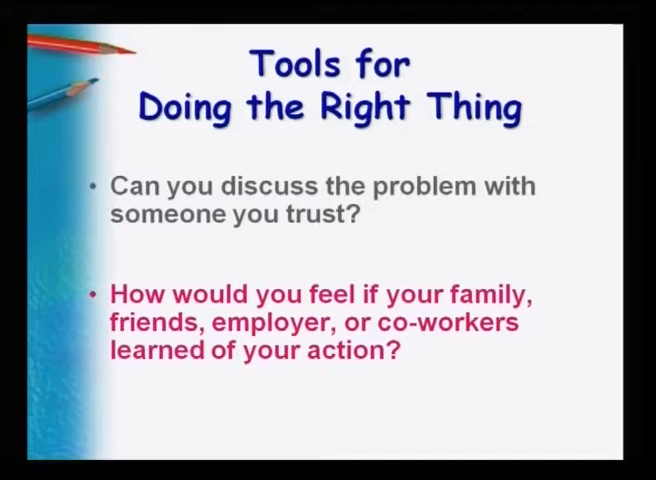 Tools for
Doing the Right Thing
• Can you discuss the problem with
someone you trust?
• How would you feel if your family,
friends, employer, or co-workers
learned of your action?